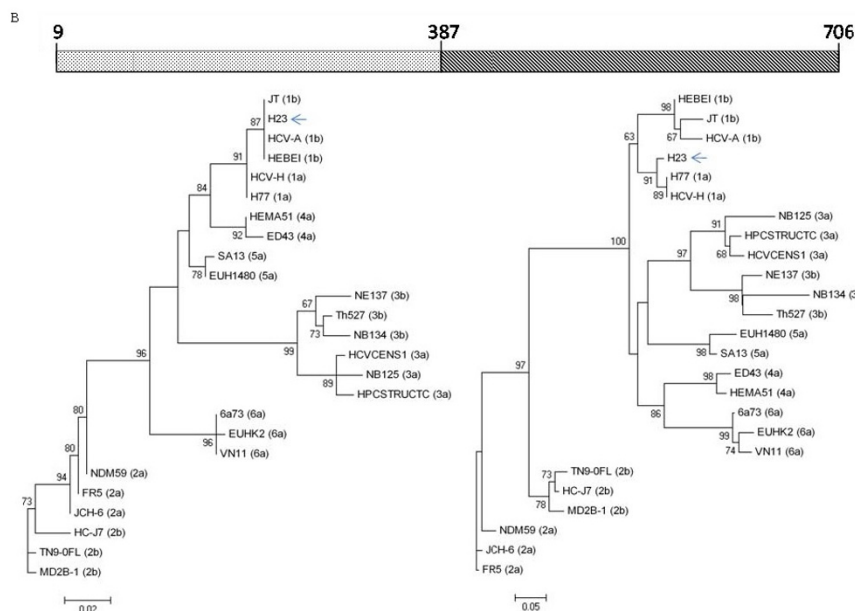 B
9
387
706
JT (1b)
87
H23
HCV-A (1b)
HEBEI (1b)
91
HCV-H (1a)
H77 (1a)
84
HEMA51 (4a)
92
ED43 (4a)
SA13 (5a)
78
EUH1480 (5a)
NE137 (3b)
67
Th527 (3b)
73
NB134 (3b)
99
HCVCENS1 (3a)
NB125 (3a)
89
HPCSTRUCTC (3a)
96
6a73 (6a)
EUHK2 (6a)
96
VN11 (6a)
80
80
NDM59 (2a)
94
FR5 (2a)
JCH-6 (2a)
73
HC-J7 (2b)
TN9-0FL (2b)
MD2B-1 (2b)
0.02
HEBEI (1b)
98
JT (1b)
67
HCV-A (1b)
63
H23
91
H77 (1a)
89
HCV-H (1a)
NB125 (3a)
91
HPCSTRUCTC (3a)
68
HCVCENS1 (3a)
100
97
NE137 (3b)
98
NB134 (3
Th527 (3b)
EUH1480 (5a)
98
SA13 (5a)
ED43 (4a)
98
HEMA51 (4a)
86
6a73 (6a)
99
EUHK2 (6a)
74
VN11 (6a)
97
TN9-0FL (2b)
73
HC-J7 (2b)
78
MD2B-1 (2b)
NDM59 (2a)
JCH-6 (2a)
FR5 (2a)
0.05